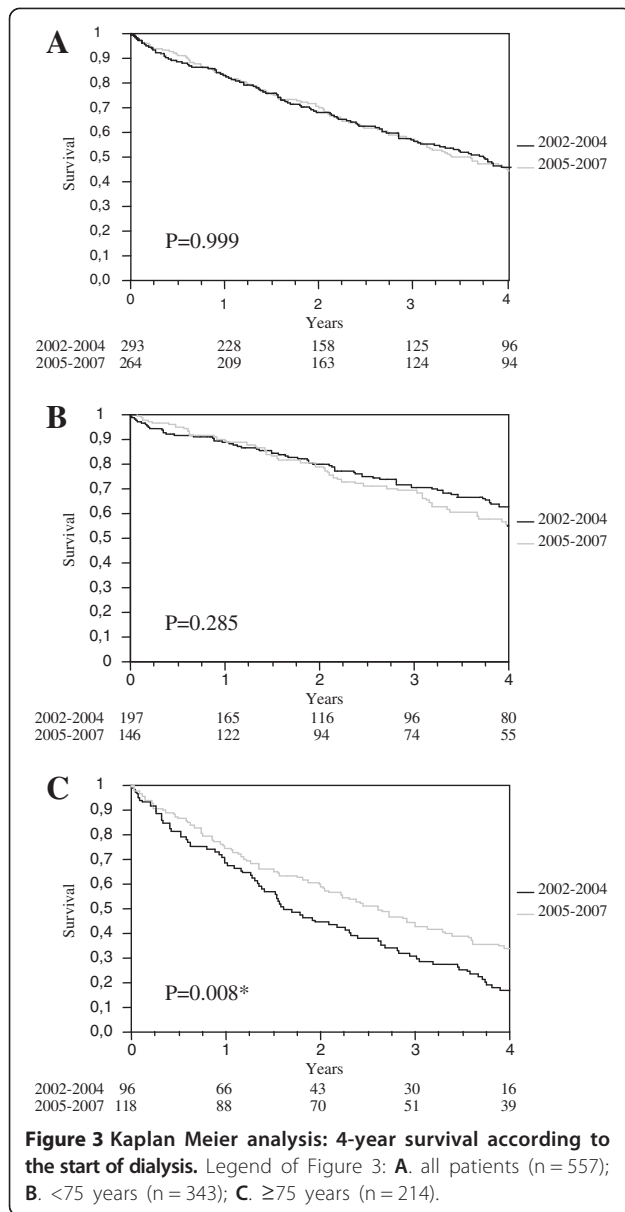 A
1
0,9
0,8
0,7
0,6
0,5
0,4
0,3
0,2
0,1
0,0
Survival
P=0.999
2002-2004
2005-2007
0 1 2 3 4
Years
2002-2004 293 228 158 125 96
2005-2007 264 209 163 124 94
B
1
0,9
0,8
0,7
0,6
0,5
0,4
0,3
0,2
0,1
0
Survival
P=0.285
2002-2004
2005-2007
0 1 2 3 4
Years
2002-2004 197 165 116 96 80
2005-2007 146 122 94 74 55
C
1
0,9
0,8
0,7
0,6
0,5
0,4
0,3
0,2
0,1
0,0
Survival
P=0.008*
2002-2004
2005-2007
0 1 2 3 4
Years
2002-2004 96 66 43 30 16
2005-2007 118 88 70 51 39
Figure 3 Kaplan Meier analysis: 4-year survival according to
the start of dialysis. Legend of Figure 3: A. all patients (n = 557);
B. <75 years (n = 343); C. ≥75 years (n = 214).